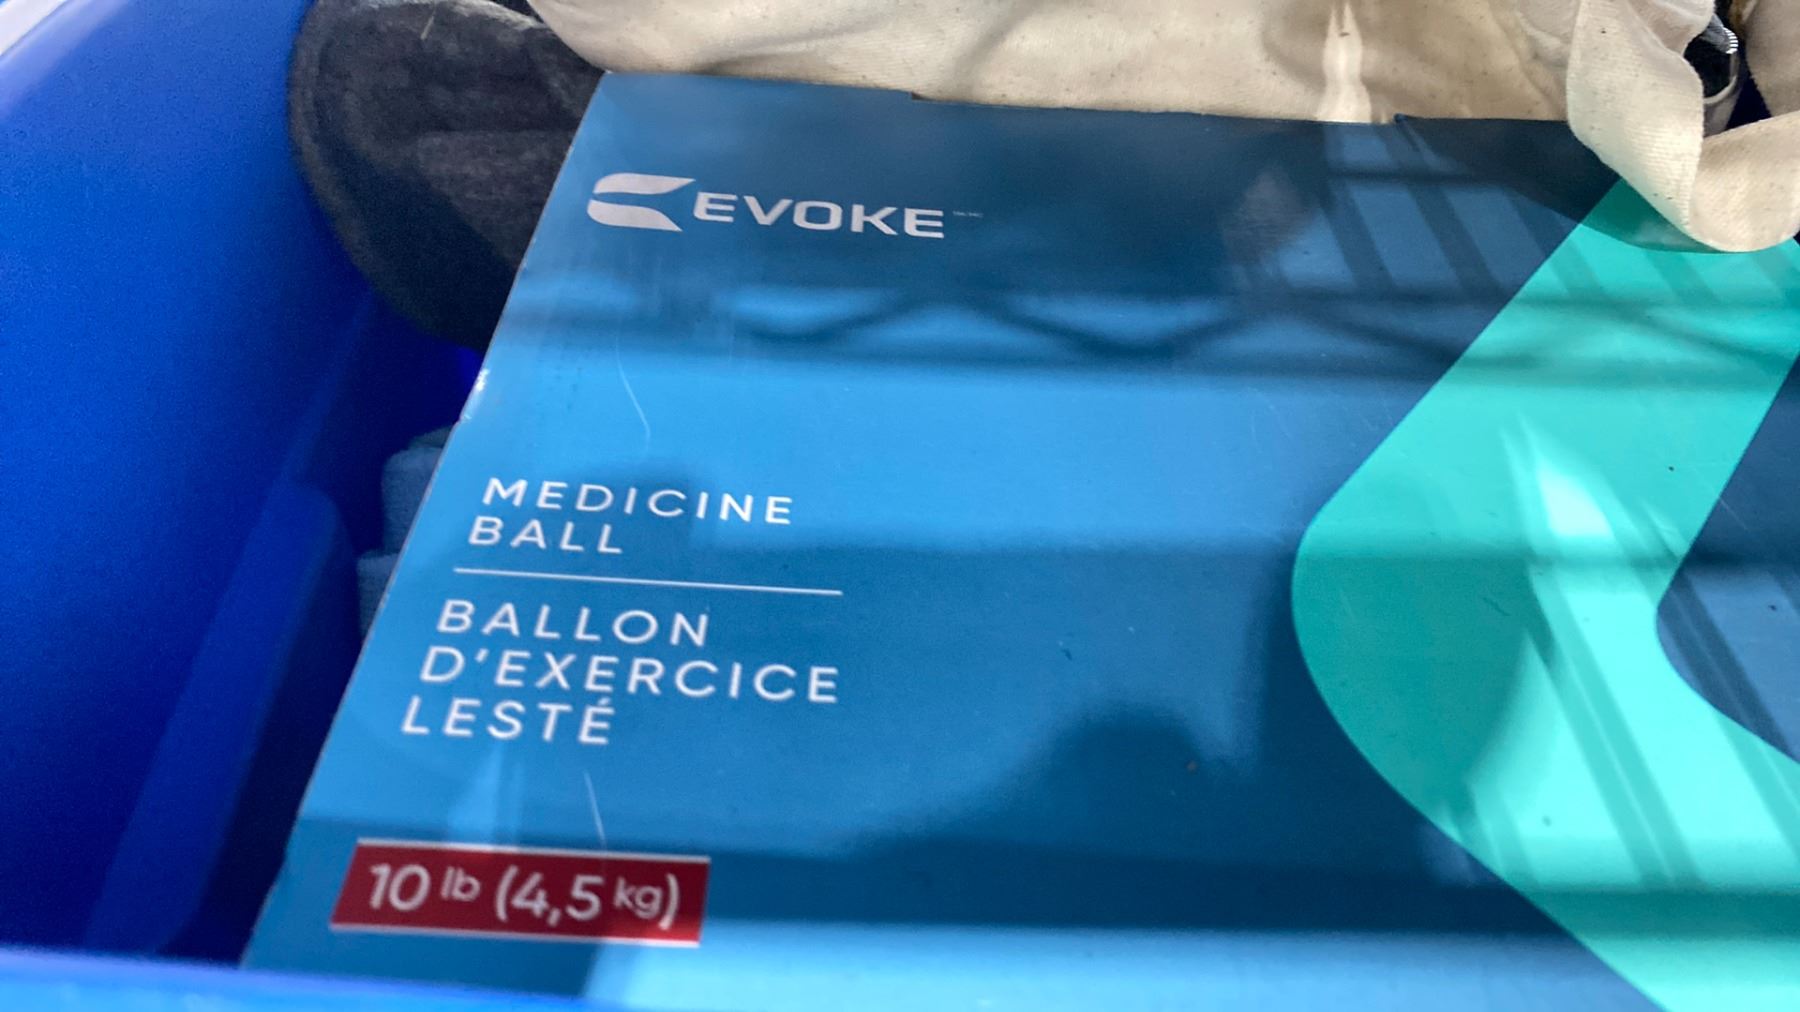 EVOKE
MEDICINE
BALL
BALLON
D'EXERCICE
LESTÉ
10 lb (4,5 kg)